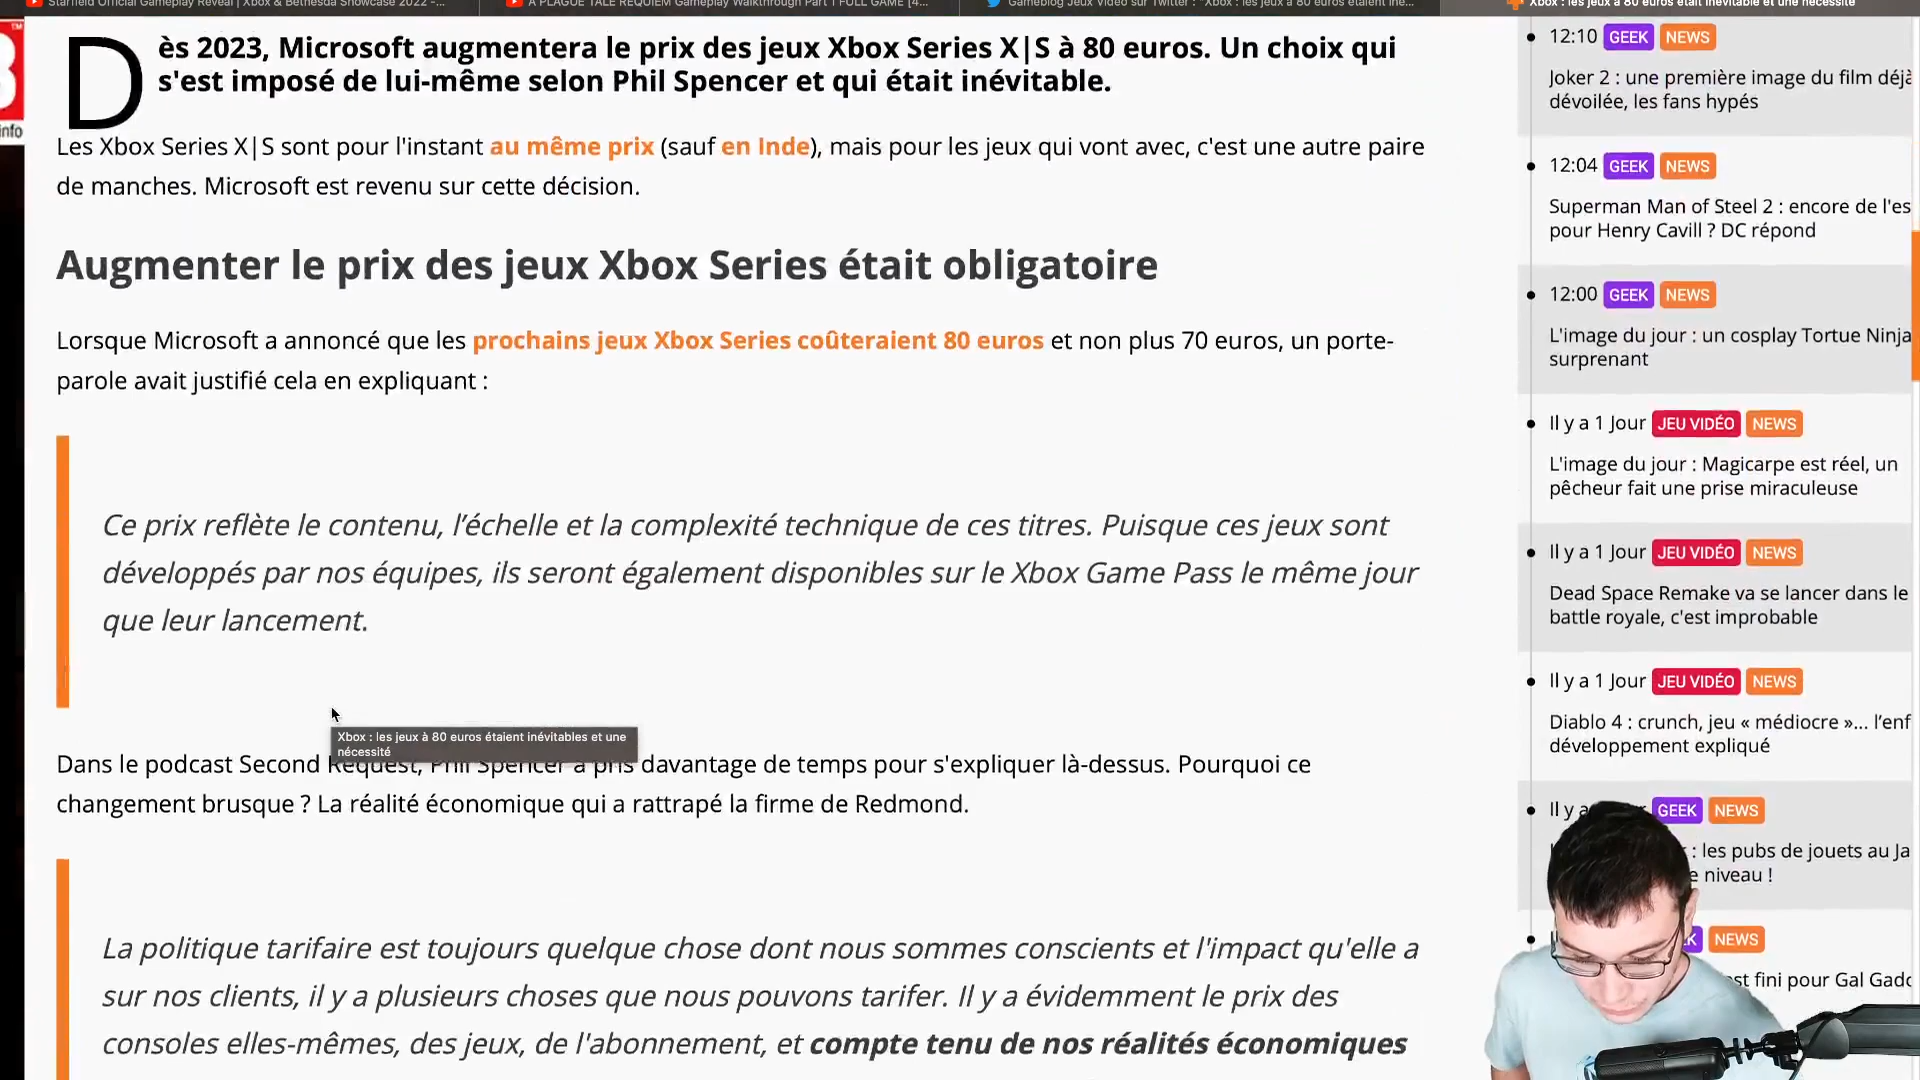 Starfield Official Gameplay Reveal | Xbox & Bethesda Showcase 2022 -...
A PLAGUE TALE REQUIEM Gameplay Walkthrough Part 1 FULL GAME [4...
Gameblog Jeux Vidéo sur Twitter : "Xbox : les jeux à 80 euros étaient iné...
Xbox : les jeux à 80 euros était inévitable et une nécessité
info
Dès 2023, Microsoft augmentera le prix des jeux Xbox Series X|S à 80 euros. Un choix qui
s'est imposé de lui-même selon Phil Spencer et qui était inévitable.
Les Xbox Series X|S sont pour l'instant au même prix (sauf en Inde), mais pour les jeux qui vont avec, c'est une autre paire
de manches. Microsoft est revenu sur cette décision.
Augmenter le prix des jeux Xbox Series était obligatoire
Lorsque Microsoft a annoncé que les prochains jeux Xbox Series coûteraient 80 euros et non plus 70 euros, un porte-
parole avait justifié cela en expliquant :
Ce prix reflète le contenu, l’échelle et la complexité technique de ces titres. Puisque ces jeux sont
développés par nos équipes, ils seront également disponibles sur le Xbox Game Pass le même jour
que leur lancement.
Xbox : les jeux à 80 euros étaient inévitables et une
nécessité
Dans le podcast Second Request, Phil Spencer a pris davantage de temps pour s'expliquer là-dessus. Pourquoi ce
changement brusque ? La réalité économique qui a rattrapé la firme de Redmond.
La politique tarifaire est toujours quelque chose dont nous sommes conscients et l'impact qu'elle a
sur nos clients, il y a plusieurs choses que nous pouvons tarifer. Il y a évidemment le prix des
consoles elles-mêmes, des jeux, de l'abonnement, et compte tenu de nos réalités économiques
12:10 GEEK NEWS
Joker 2 : une première image du film déjà
dévoilée, les fans hypés
12:04 GEEK NEWS
Superman Man of Steel 2 : encore de l'es
pour Henry Cavill ? DC répond
12:00 GEEK NEWS
L'image du jour : un cosplay Tortue Ninja
surprenant
Il y a 1 Jour JEU VIDÉO NEWS
L'image du jour : Magicarpe est réel, un
pêcheur fait une prise miraculeuse
Il y a 1 Jour JEU VIDÉO NEWS
Dead Space Remake va se lancer dans le
battle royale, c'est improbable
Il y a 1 Jour JEU VIDÉO NEWS
Diablo 4 : crunch, jeu « médiocre »... l’enf
développement expliqué
Il y a GEEK NEWS
: les pubs de jouets au Ja
e niveau !
NEWS
st fini pour Gal Gado